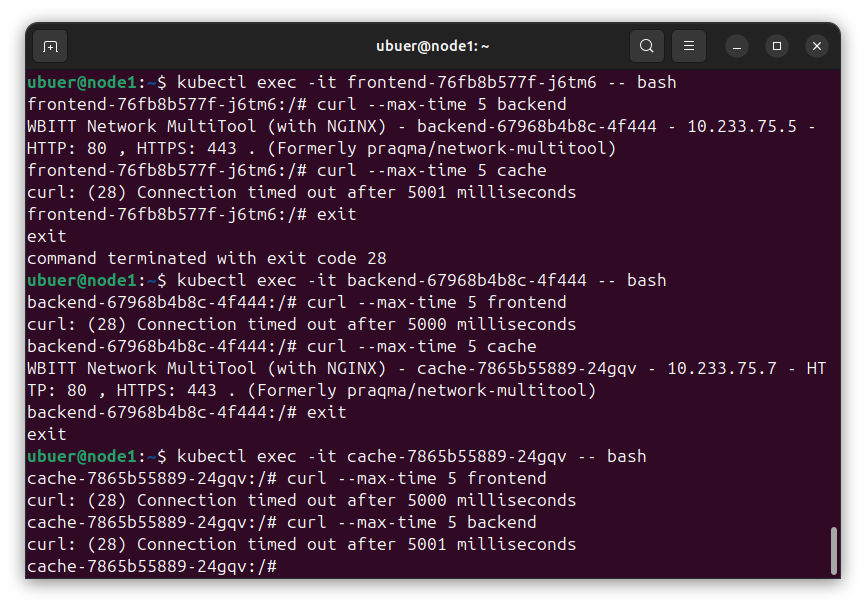 ubuer@node1: ~
ubuer@node1:~$ kubectl exec -it frontend-76fb8b577f-j6tm6 -- bash
frontend-76fb8b577f-j6tm6:/# curl --max-time 5 backend
WBITT Network MultiTool (with NGINX) - backend-67968b4b8c-4f444 - 10.233.75.5 -
HTTP: 80 , HTTPS: 443 . (Formerly praqma/network-multitool)
frontend-76fb8b577f-j6tm6:/# curl --max-time 5 cache
curl: (28) Connection timed out after 5001 milliseconds
frontend-76fb8b577f-j6tm6:/# exit
exit
command terminated with exit code 28
ubuer@node1:~$ kubectl exec -it backend-67968b4b8c-4f444 -- bash
backend-67968b4b8c-4f444:/# curl --max-time 5 frontend
curl: (28) Connection timed out after 5000 milliseconds
backend-67968b4b8c-4f444:/# curl --max-time 5 cache
WBITT Network MultiTool (with NGINX) - cache-7865b55889-24gqv - 10.233.75.7 - HT
TP: 80 , HTTPS: 443 . (Formerly praqma/network-multitool)
backend-67968b4b8c-4f444:/# exit
exit
ubuer@node1:~$ kubectl exec -it cache-7865b55889-24gqv -- bash
cache-7865b55889-24gqv:/# curl --max-time 5 frontend
curl: (28) Connection timed out after 5000 milliseconds
cache-7865b55889-24gqv:/# curl --max-time 5 backend
curl: (28) Connection timed out after 5001 milliseconds
cache-7865b55889-24gqv:/#